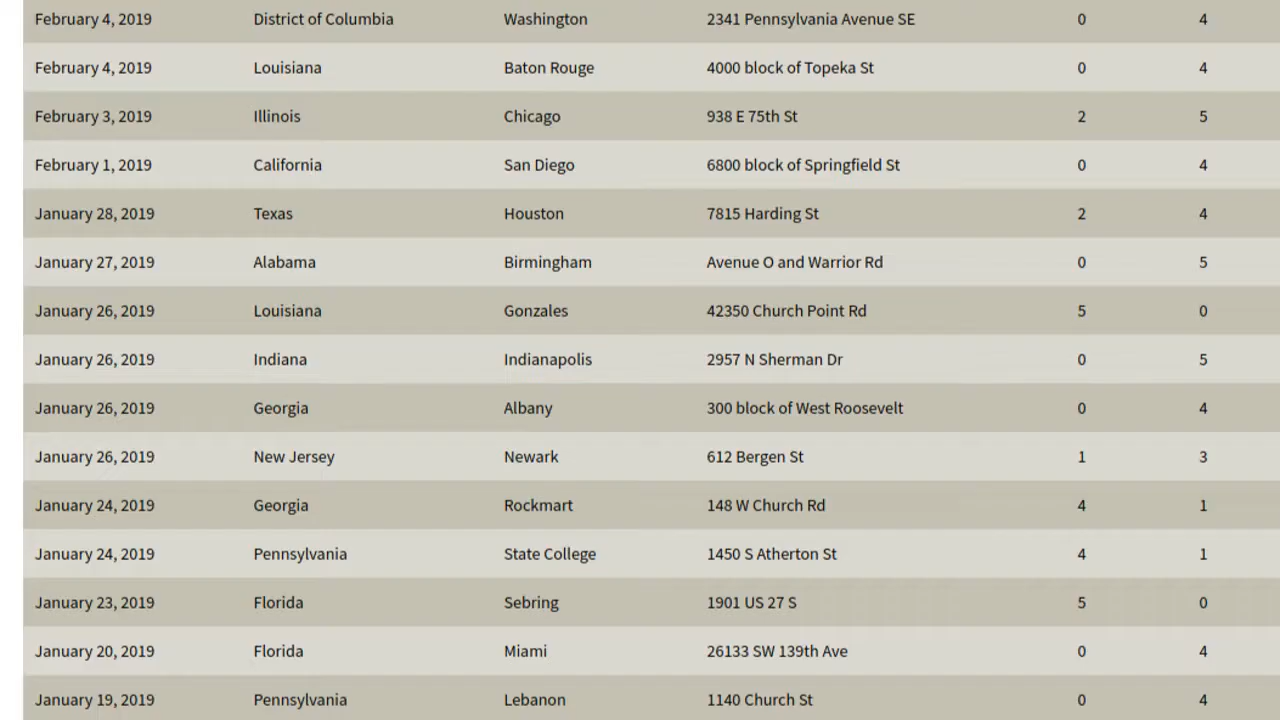 February 4, 2019 District of Columbia Washington 2341 Pennsylvania Avenue SE 0 4
February 4, 2019 Louisiana Baton Rouge 4000 block of Topeka St 0 4
February 3, 2019 Illinois Chicago 938 E 75th St 2 5
February 1, 2019 California San Diego 6800 block of Springfield St 0 4
January 28, 2019 Texas Houston 7815 Harding St 2 4
January 27, 2019 Alabama Birmingham Avenue O and Warrior Rd 0 5
January 26, 2019 Louisiana Gonzales 42350 Church Point Rd 5 0
January 26, 2019 Indiana Indianapolis 2957 N Sherman Dr 0 5
January 26, 2019 Georgia Albany 300 block of West Roosevelt 0 4
January 26, 2019 New Jersey Newark 612 Bergen St 1 3
January 24, 2019 Georgia Rockmart 148 W Church Rd 4 1
January 24, 2019 Pennsylvania State College 1450 S Atherton St 4 1
January 23, 2019 Florida Sebring 1901 US 27 S 5 0
January 20, 2019 Florida Miami 26133 SW 139th Ave 0 4
January 19, 2019 Pennsylvania Lebanon 1140 Church St 0 4